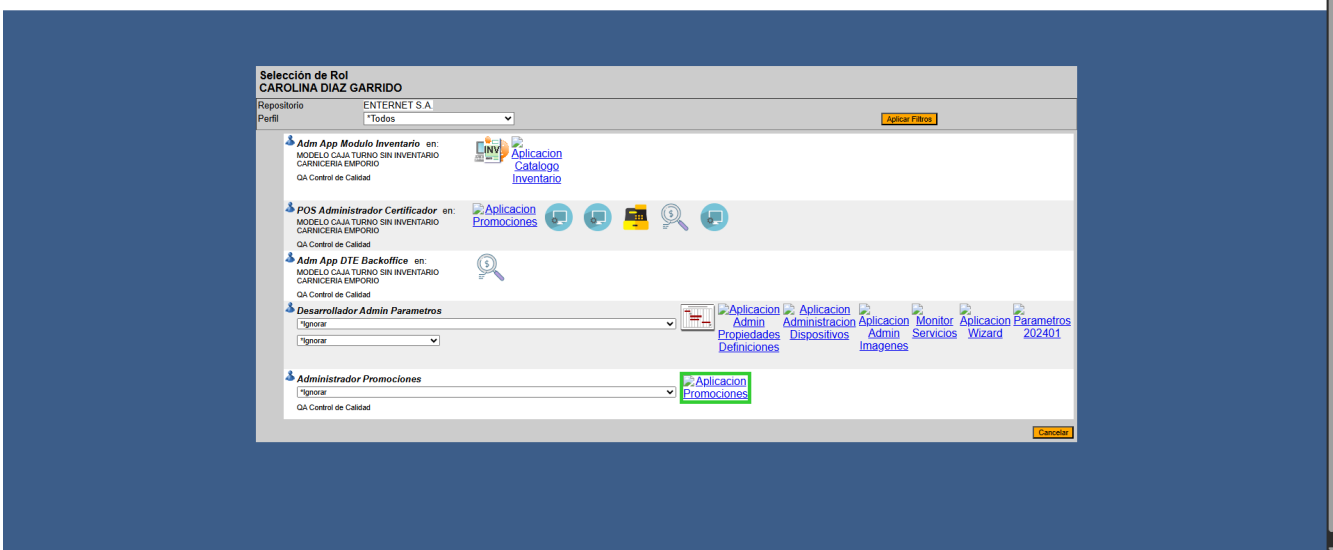 Selección de Rol
CAROLINA DIAZ GARRIDO
Repositorio ENTERNET S.A.
Perfil *Todos Aplicar Filtros
Adm App Modulo Inventario en:
MODELO CAJA TURNO SIN INVENTARIO
CARNICERIA EMPORIO
QA Control de Calidad
INV
Aplicacion
Catalogo
Inventario
POS Administrador Certificador en:
MODELO CAJA TURNO SIN INVENTARIO
CARNICERIA EMPORIO
QA Control de Calidad
Aplicacion
Promociones
Adm App DTE Backoffice en:
MODELO CAJA TURNO SIN INVENTARIO
CARNICERIA EMPORIO
QA Control de Calidad
Desarrollador Admin Parametros
*Ignorar
*Ignorar
Aplicacion
Admin
Propiedades
Definiciones
Aplicacion
Administracion
Dispositivos
Aplicacion
Admin
Imagenes
Monitor
Servicios
Aplicacion
Wizard
Parametros
202401
Administrador Promociones
*Ignorar
QA Control de Calidad
Aplicacion
Promociones
Cancelar